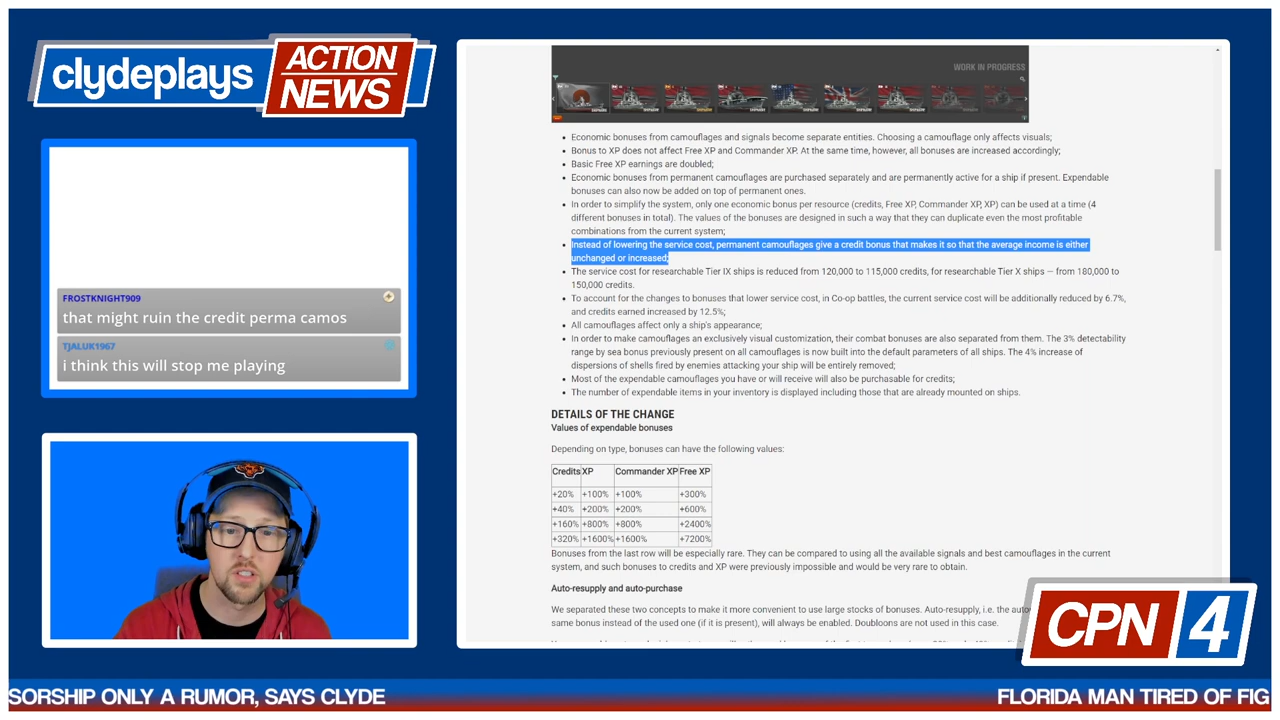 clydeplays
ACTION
NEWS
FROSTKNIGHT909
that might ruin the credit perma camos
TJALUK1967
i think this will stop me playing
WORK IN PROGRESS
Economic bonuses from camouflages and signals become separate entities. Choosing a camouflage only affects visuals;
Bonus to XP does not affect Free XP and Commander XP. At the same time, however, all bonuses are increased accordingly;
Basic Free XP earnings are doubled;
Economic bonuses from permanent camouflages are purchased separately and are permanently active for a ship if present. Expendable
bonuses can also now be added on top of permanent ones.
In order to simplify the system, only one economic bonus per resource (credits, Free XP, Commander XP, XP) can be used at a time (4
different bonuses in total). The values of the bonuses are designed in such a way that they can duplicate even the most profitable
combinations from the current system;
Instead of lowering the service cost, permanent camouflages give a credit bonus that makes it so that the average income is either
unchanged or increased;
The service cost for researchable Tier IX ships is reduced from 120,000 to 115,000 credits, for researchable Tier X ships — from 180,000 to
150,000 credits.
To account for the changes to bonuses that lower service cost, in Co-op battles, the current service cost will be additionally reduced by 6.7%,
and credits earned increased by 12.5%;
All camouflages affect only a ship's appearance;
In order to make camouflages an exclusively visual customization, their combat bonuses are also separated from them. The 3% detectability
range by sea bonus previously present on all camouflages is now built into the default parameters of all ships. The 4% increase of
dispersions of shells fired by enemies attacking your ship will be entirely removed;
Most of the expendable camouflages you have or will receive will also be purchasable for credits;
The number of expendable items in your inventory is displayed including those that are already mounted on ships.
DETAILS OF THE CHANGE
Values of expendable bonuses
Depending on type, bonuses can have the following values:
Credits XP Commander XP Free XP
+20% +100% +100% +300%
+40% +200% +200% +600%
+160% +800% +800% +2400%
+320% +1600% +1600% +7200%
Bonuses from the last row will be especially rare. They can be compared to using all the available signals and best camouflages in the current
system, and such bonuses to credits and XP were previously impossible and would be very rare to obtain.
Auto-resupply and auto-purchase
We separated these two concepts to make it more convenient to use large stocks of bonuses. Auto-resupply, i.e. the
same bonus instead of the used one (if it is present), will always be enabled. Doubloons are not used in this case.
CPN 4
SORSHIP ONLY A RUMOR, SAYS CLYDE
FLORIDA MAN TIRED OF FIG